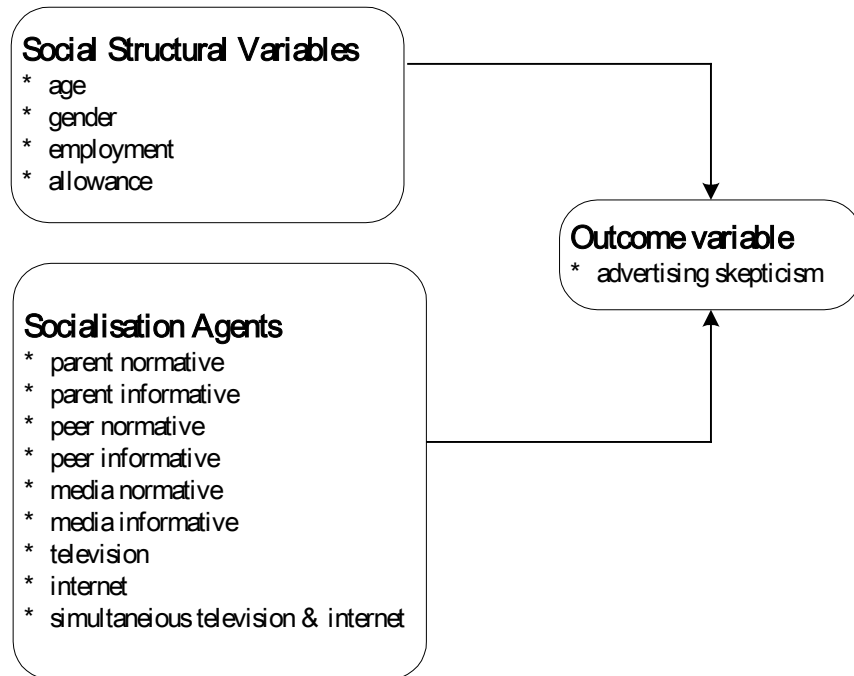 Social Structural Variables
* age
* gender
* employment
* allowance
Outcome variable
* advertising skepticism
Socialisation Agents
* parent normative
* parent informative
* peer normative
* peer informative
* media normative
* media informative
* television
* internet
* simultaneious television & internet